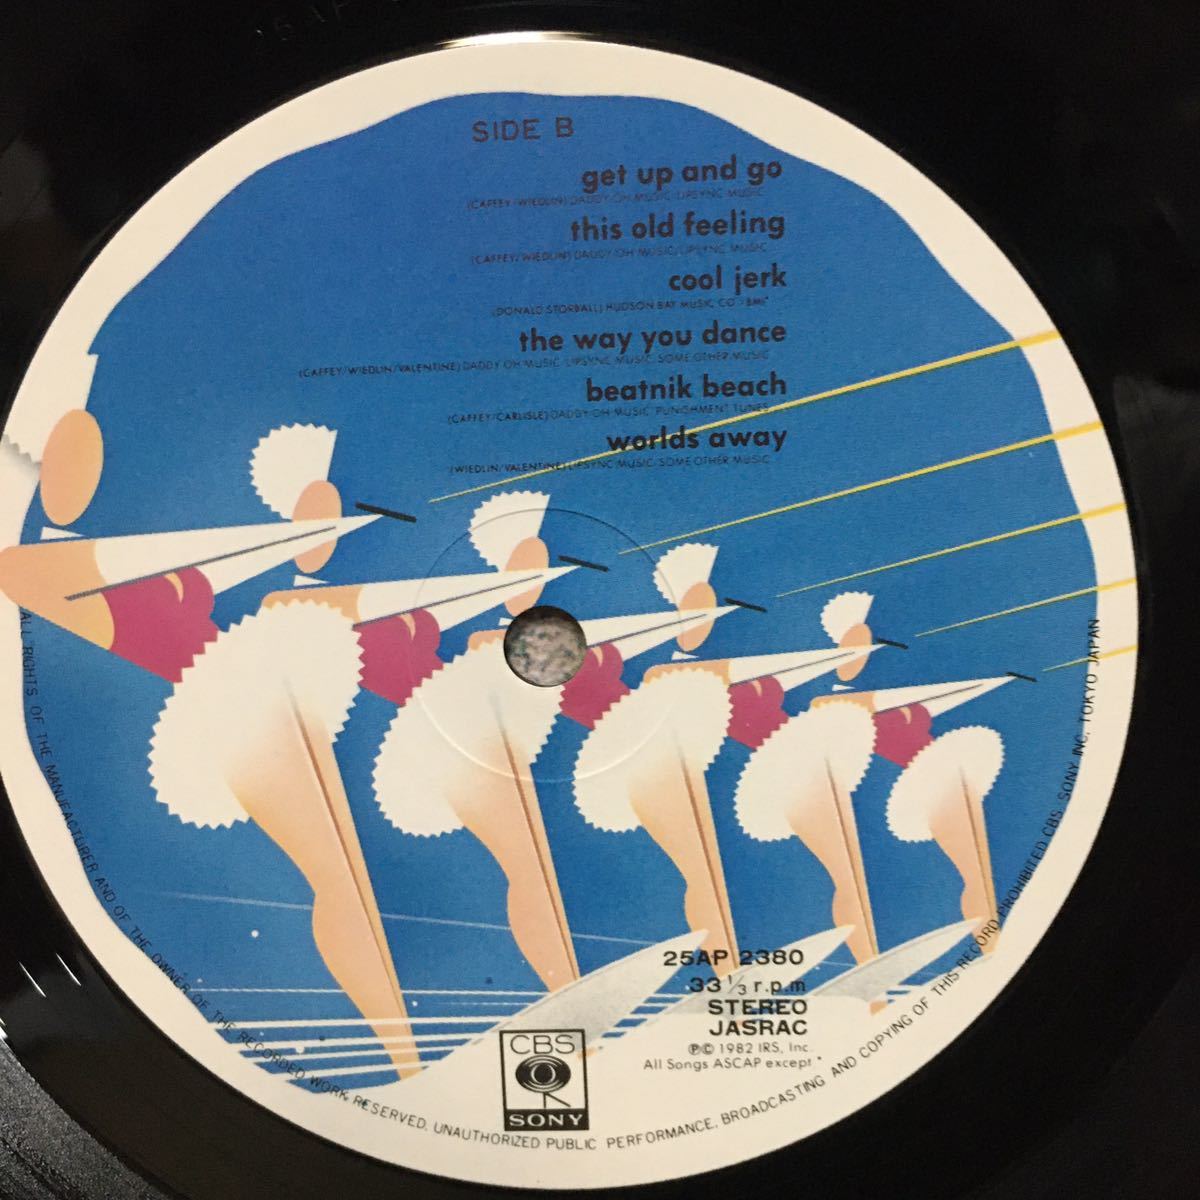 SIDE B
get up and go
(CAFFEY/WIEDLIN) DADDY OH MUSIC/LIPSYNC MUSIC
this old feeling
(CAFFEY/WIEDLIN) DADDY OH MUSIC/LIPSYNC MUSIC
cool jerk
(DONALD STORBALL) HUDSON BAY MUSIC CO. (BMI)*
the way you dance
(CAFFEY/WIEDLIN/VALENTINE) DADDY OH MUSIC/LIPSYNC MUSIC/SOME OTHER MUSIC
beatnik beach
(CAFFEY/CARLISLE) DADDY OH MUSIC/PUNISHMENT TUNES
worlds away
(WIEDLIN/VALENTINE) LIPSYNC MUSIC/SOME OTHER MUSIC
25AP 2380
33 1/3 r.p.m
STEREO
JASRAC
℗© 1982 IRS, Inc.
All Songs ASCAP except *
CBS
SONY
ALL RIGHTS OF THE MANUFACTURER AND OF THE OWNER OF THE RECORDED WORK RESERVED. UNAUTHORIZED PUBLIC PERFORMANCE, BROADCASTING AND COPYING OF THIS RECORD PROHIBITED CBS SONY INC. TOKYO JAPAN